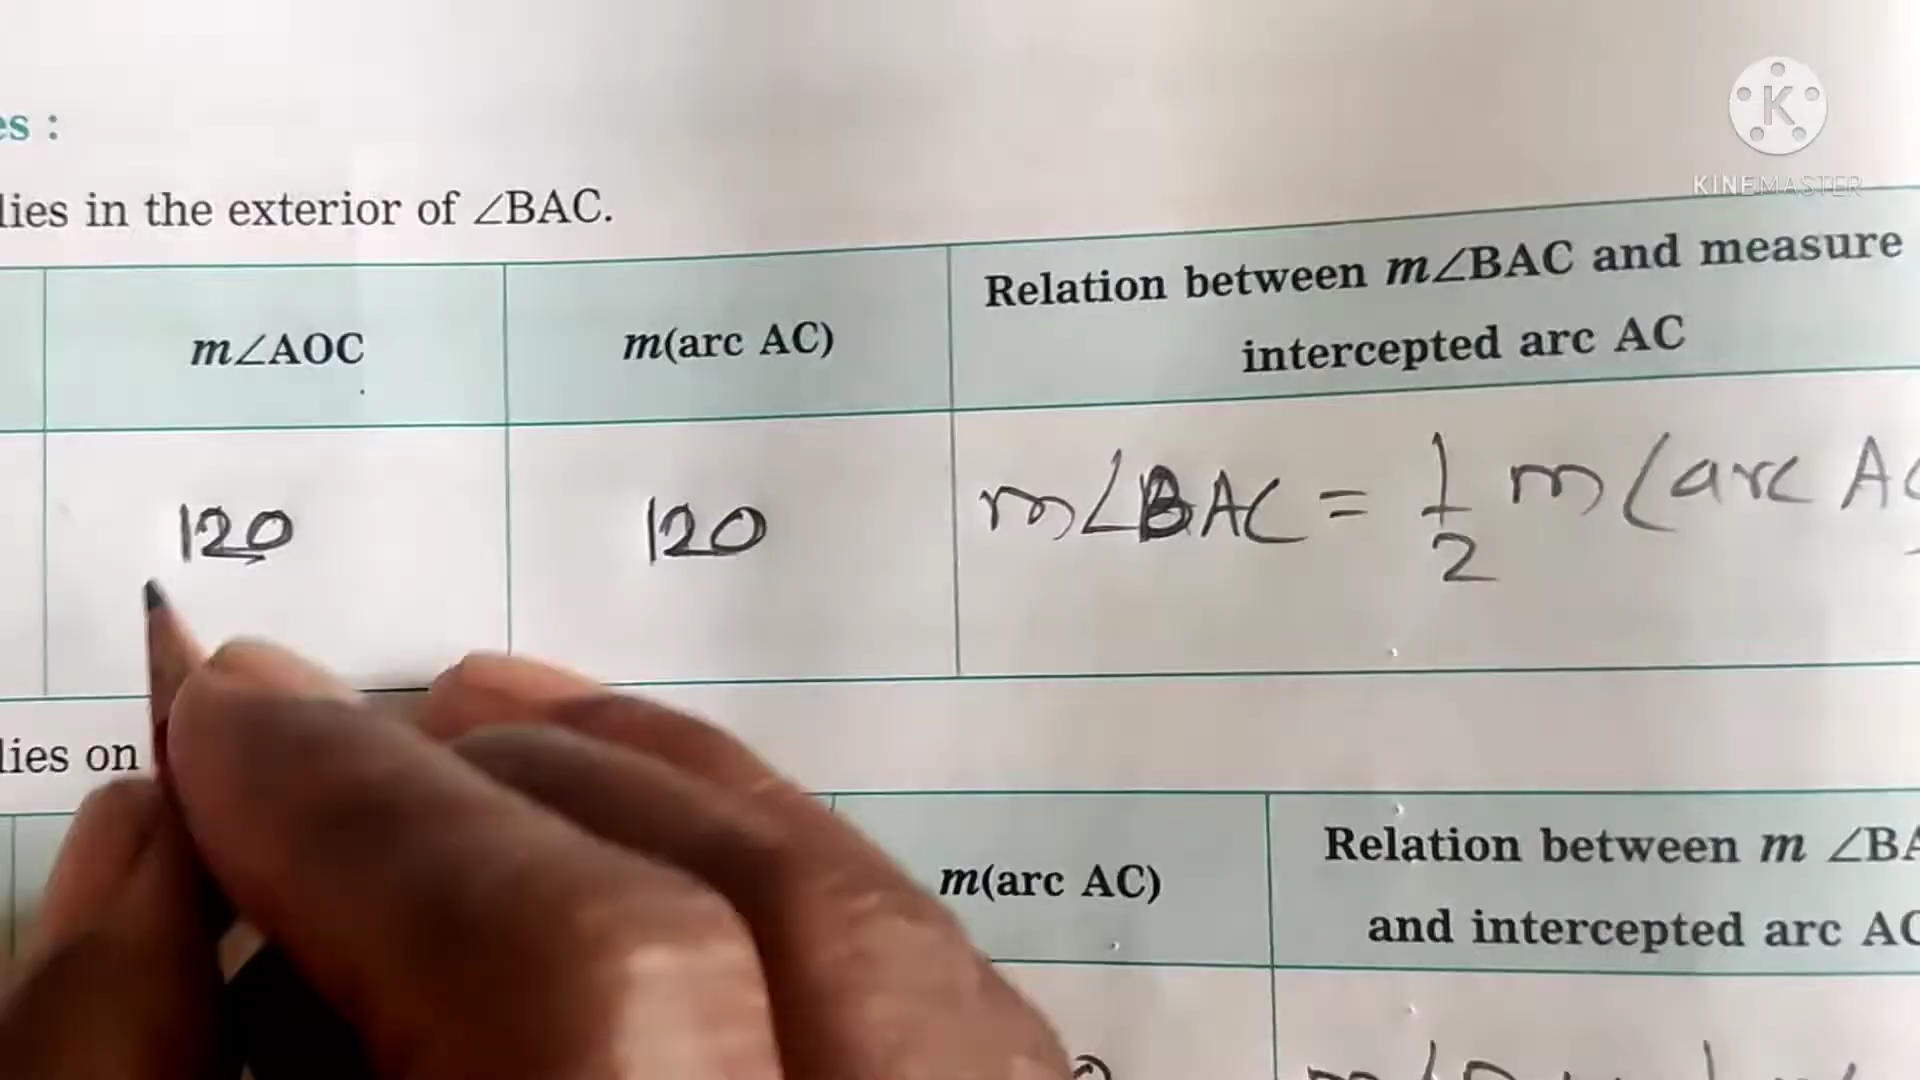 es :
K
KINEMASTER
lies in the exterior of ∠BAC.
m∠AOC
m(arc AC)
Relation between m∠BAC and measure
intercepted arc AC
120
120
m∠BAC = 1/2 m(arc AC
lies on
m(arc AC)
Relation between m ∠BA
and intercepted arc AC